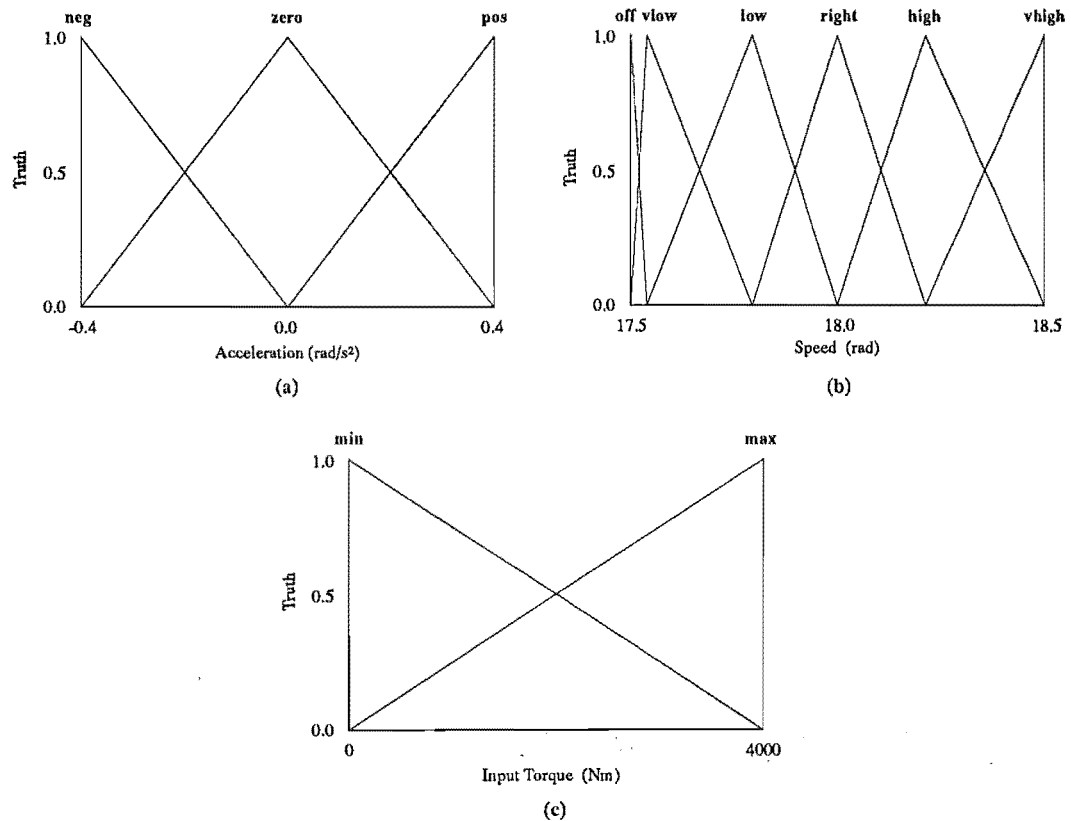 neg zero pos
1.0
0.5
0.0
Truth
-0.4 0.0 0.4
Acceleration (rad/s²)
(a)
off vlow low right high vhigh
1.0
0.5
0.0
Truth
17.5 18.0 18.5
Speed (rad)
(b)
min max
1.0
0.5
0.0
Truth
0 4000
Input Torque (Nm)
(c)